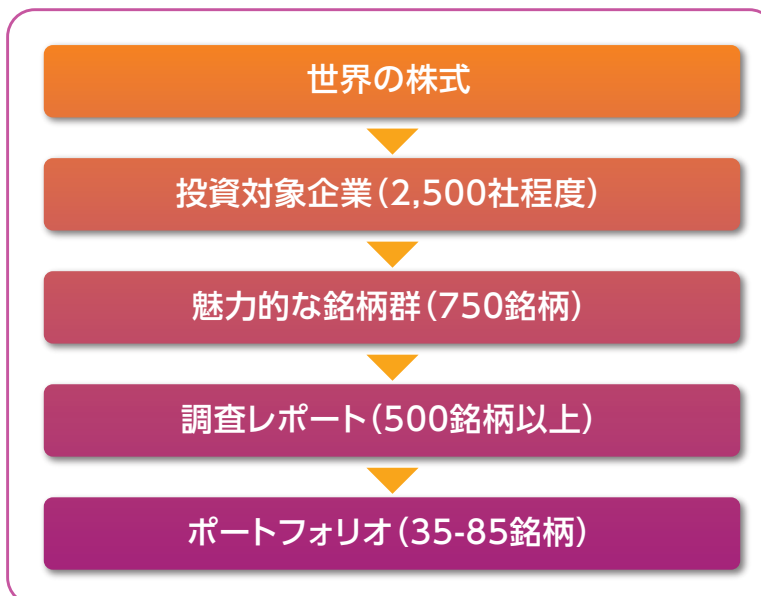 世界の株式
投資対象企業(2,500社程度)
魅力的な銘柄群(750銘柄)
調査レポート(500銘柄以上)
ポートフォリオ(35-85銘柄)